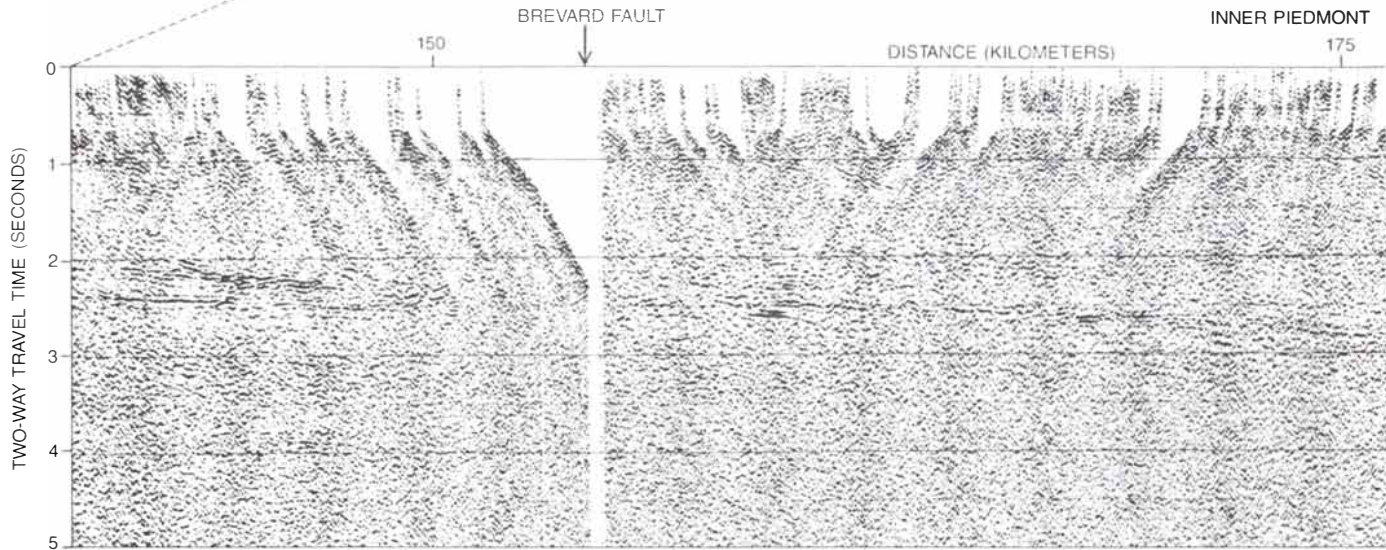 BREVARD FAULT
INNER PIEDMONT
150
DISTANCE (KILOMETERS)
175
0
1
2
3
4
5
TWO-WAY TRAVEL TIME (SECONDS)